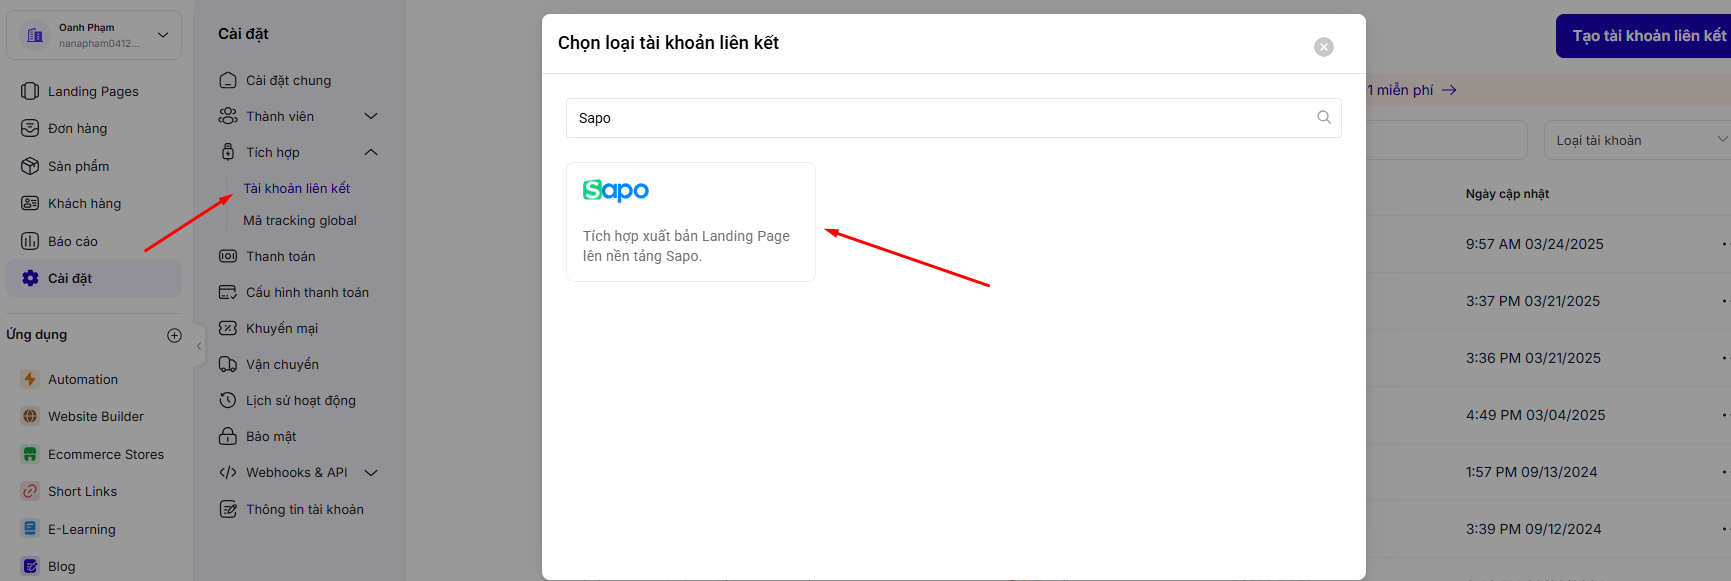 Oanh Phạm
nanapham0412...
Landing Pages
Đơn hàng
Sản phẩm
Khách hàng
Báo cáo
Cài đặt
Ứng dụng
Automation
Website Builder
Ecommerce Stores
Short Links
E-Learning
Blog
Cài đặt
Cài đặt chung
Thành viên
Tích hợp
Tài khoản liên kết
Mã tracking global
Thanh toán
Cấu hình thanh toán
Khuyến mại
Vận chuyển
Lịch sử hoạt động
Bảo mật
Webhooks & API
Thông tin tài khoản
Chọn loại tài khoản liên kết
Sapo
Sapo
Tích hợp xuất bản Landing Page
lên nền tảng Sapo.
Tạo tài khoản liên kết
1 miễn phí →
Loại tài khoản
Ngày cập nhật
9:57 AM 03/24/2025
3:37 PM 03/21/2025
3:36 PM 03/21/2025
4:49 PM 03/04/2025
1:57 PM 09/13/2024
3:39 PM 09/12/2024